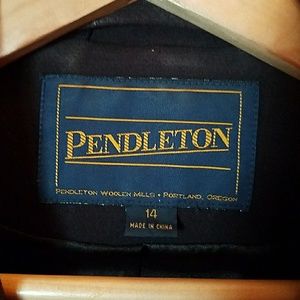 PENDLETON
PENDLETON WOOLEN MILLS • PORTLAND, OREGON
14
MADE IN CHINA